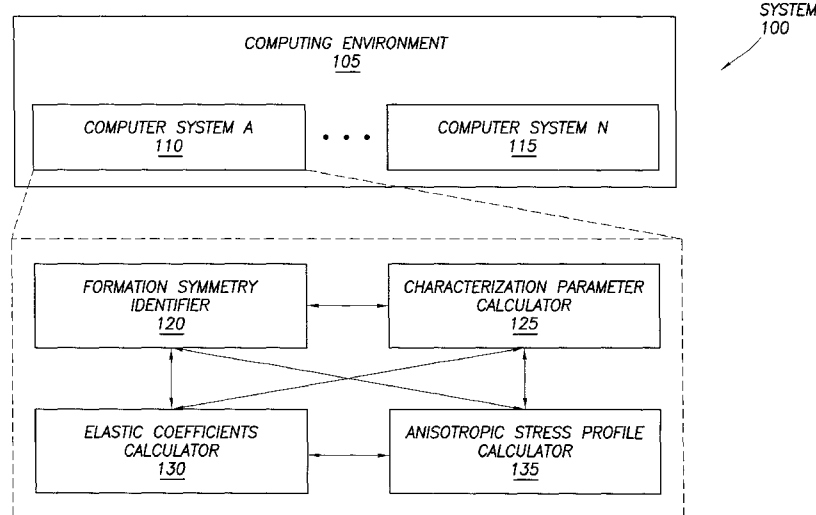 SYSTEM
100
COMPUTING ENVIRONMENT
105
COMPUTER SYSTEM A
110
• • •
COMPUTER SYSTEM N
115
FORMATION SYMMETRY
IDENTIFIER
120
CHARACTERIZATION PARAMETER
CALCULATOR
125
ELASTIC COEFFICIENTS
CALCULATOR
130
ANISOTROPIC STRESS PROFILE
CALCULATOR
135